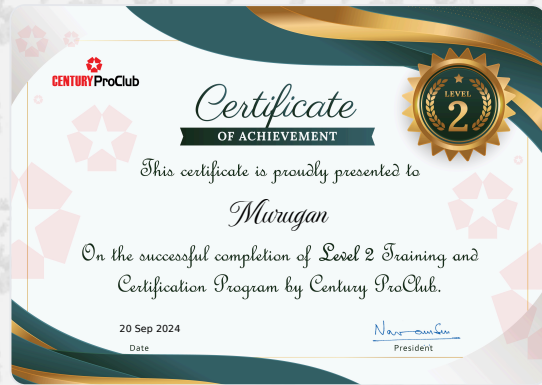 CENTURY ProClub
LEVEL
2
Certificate
OF ACHIEVEMENT
This certificate is proudly presented to
Murugan
On the successful completion of Level 2 Training and
Certification Program by Century ProClub.
20 Sep 2024
Date
President